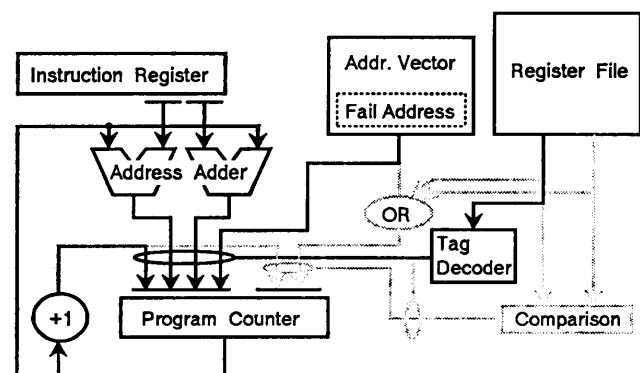 Instruction Register
Addr. Vector
Fail Address
Register File
Address
Adder
OR
Tag
Decoder
+1
Program Counter
Comparison